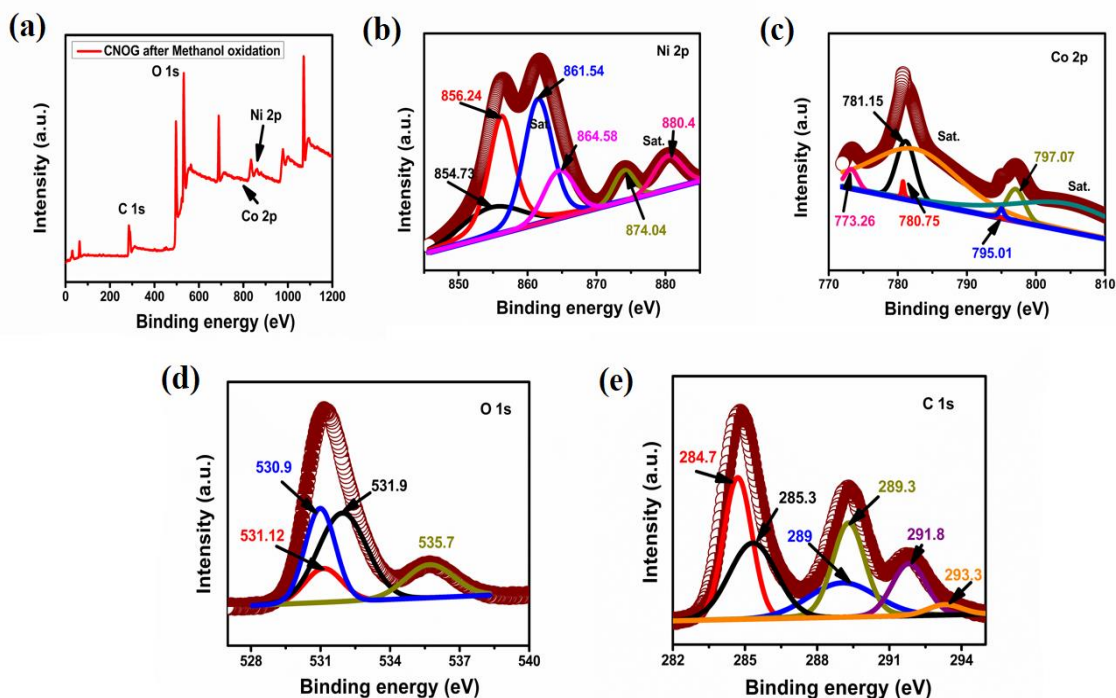 (a)
CNOG after Methanol oxidation
O 1s
Ni 2p
Co 2p
C 1s
Intensity (a.u.)
0 200 400 600 800 1000 1200
Binding energy (eV)
(b)
Ni 2p
861.54
856.24
Sat.
864.58
Sat.
880.4
854.73
874.04
Intensity (a.u.)
850 860 870 880
Binding energy (eV)
(c)
Co 2p
781.15
Sat.
797.07
Sat.
773.26
780.75
795.01
Intensity (a.u.)
770 780 790 800 810
Binding energy (eV)
(d)
O 1s
530.9
531.9
531.12
535.7
Intensity (a.u.)
528 531 534 537 540
Binding energy (eV)
(e)
C 1s
284.7
285.3
289.3
289
291.8
293.3
Intensity (a.u.)
282 285 288 291 294
Binding energy (eV)